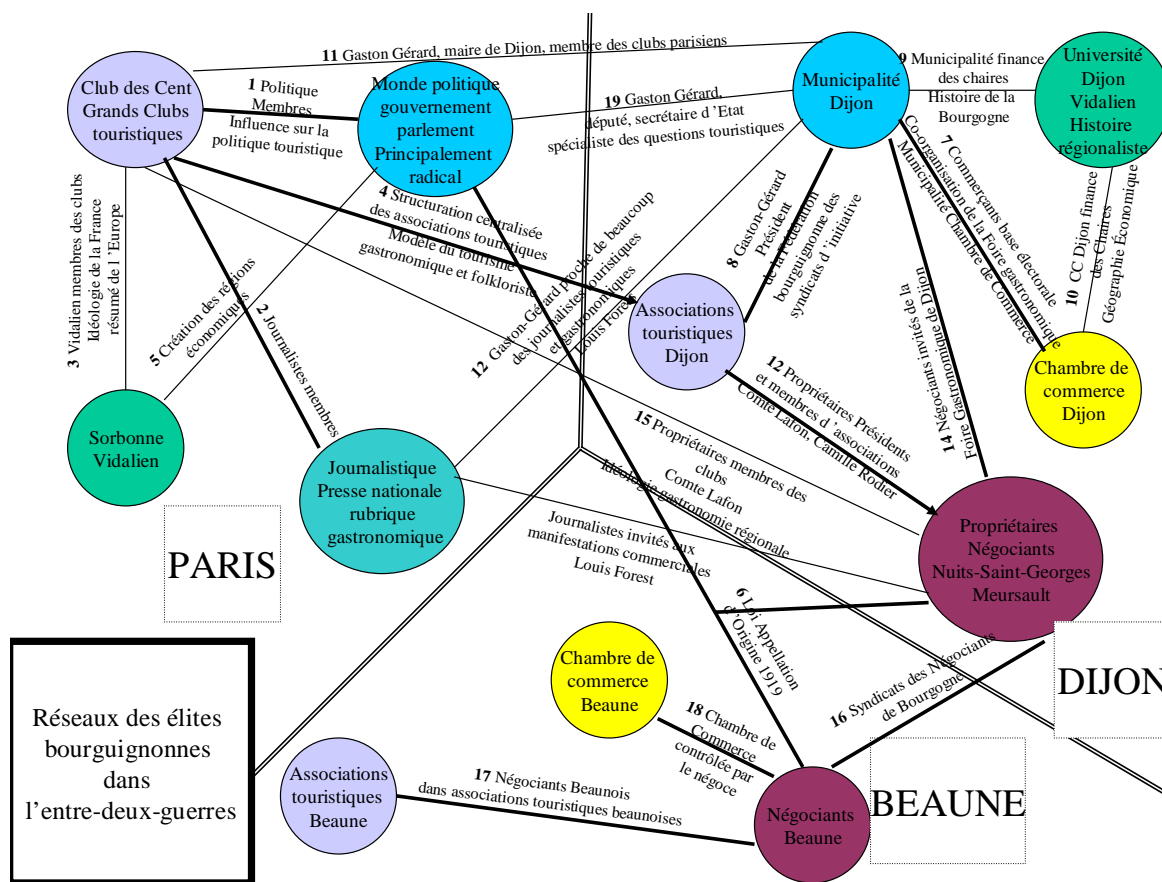 11 Gaston Gérard, maire de Dijon, membre des clubs parisiens
Club des Cent
Grands Clubs
touristiques
1 Politique
Membres
Influence sur la
politique touristique
Monde politique
gouvernement
parlement
Principalement
radical
19 Gaston Gérard,
député, secrétaire d ’Etat
spécialiste des questions touristiques
Municipalité
Dijon
9 Municipalité finance
des chaires
Histoire de la
Bourgogne
Université
Dijon
Vidalien
Histoire
régionaliste
3 Vidalien membres des clubs
Idéologie de la France
résumé de l ’Europe
5 Création des régions
économiques
2 Journalistes membres
4 Structuration centralisée
des associations touristiques
Modèle du tourisme
gastronomique et folkloriste
12 Gaston-Gérard proche de beaucoup
des journalistes touristiques
et gastronomiques
Louis Forest
8 Gaston-Gérard
Président
de la Fédération
bourguignonne des
syndicats d ’initiative
7 Commerçants base électorale
Co-organisation de la Foire gastronomique
Municipalité Chambre de Commerce
10 CC Dijon finance
des Chaires
Géographie Économique
Associations
touristiques
Dijon
Chambre de
commerce
Dijon
14 Négociants invités de la
Foire Gastronomique de Dijon
12 Propriétaires Présidents
et membres d ’associations
Comte Lafon, Camille Rodier
Sorbonne
Vidalien
Journalistique
Presse nationale
rubrique
gastronomique
15 Propriétaires membres des
clubs
Comte Lafon
Idéologie gastronomie régionale
Journalistes invités aux
manifestations commerciales
Louis Forest
Propriétaires
Négociants
Nuits-Saint-Georges
Meursault
PARIS
6 Loi Appellation
d ’Origine 1919
Chambre de
commerce
Beaune
16 Syndicats des Négociants
de Bourgogne
DIJON
Réseaux des élites
bourguignonnes
dans
l’entre-deux-guerres
18 Chambre de
Commerce
contrôlée par
le négoce
Associations
touristiques
Beaune
17 Négociants Beaunois
dans associations touristiques beaunoises
Négociants
Beaune
BEAUNE